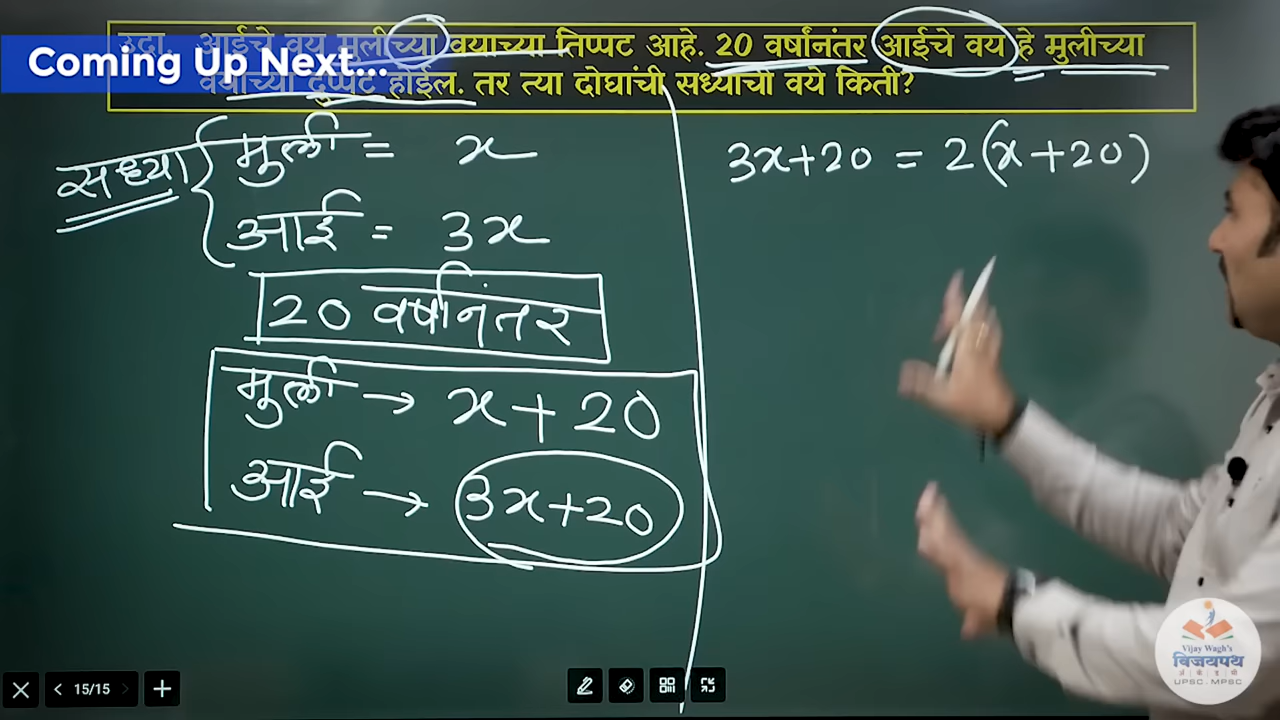 उदा. आईचे वय मुलीच्या वयाच्या तिप्पट आहे. 20 वर्षांनंतर आईचे वय हे मुलीच्या
Coming Up Next...
वयाच्या दुप्पट होईल. तर त्या दोघांची सध्याची वये किती?
सध्या { मुली = x
आई = 3x
20 वर्षानंतर
मुली → x + 20
आई → 3x+20
3x+20 = 2(x+20)
Vijay Wagh's
विजयपथ
UPSC - MPSC
15/15